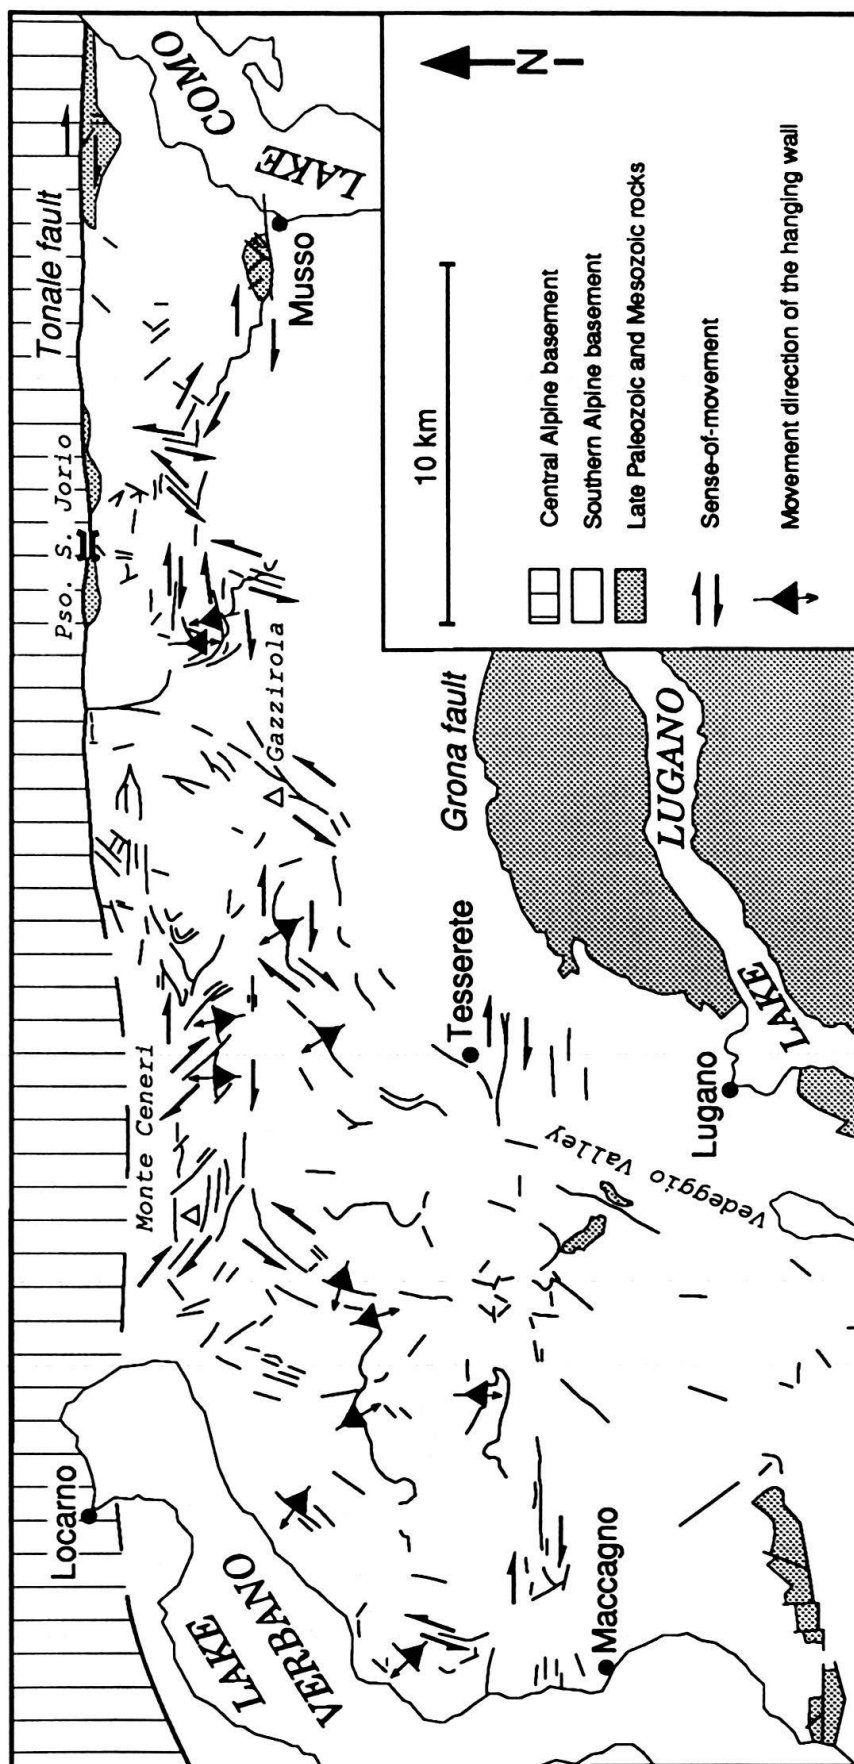 Locarno
LAKE
VERBANO
Maccagno
Monte Ceneri
Tesserete
Vedeggio Valley
Lugano
LAKE
LUGANO
Gazzirola
Grona fault
Pso. S. Jorio
Tonale fault
Musso
LAKE
COMO
N
10 km
Central Alpine basement
Southern Alpine basement
Late Paleozoic and Mesozoic rocks
Sense-of-movement
Movement direction of the hanging wall